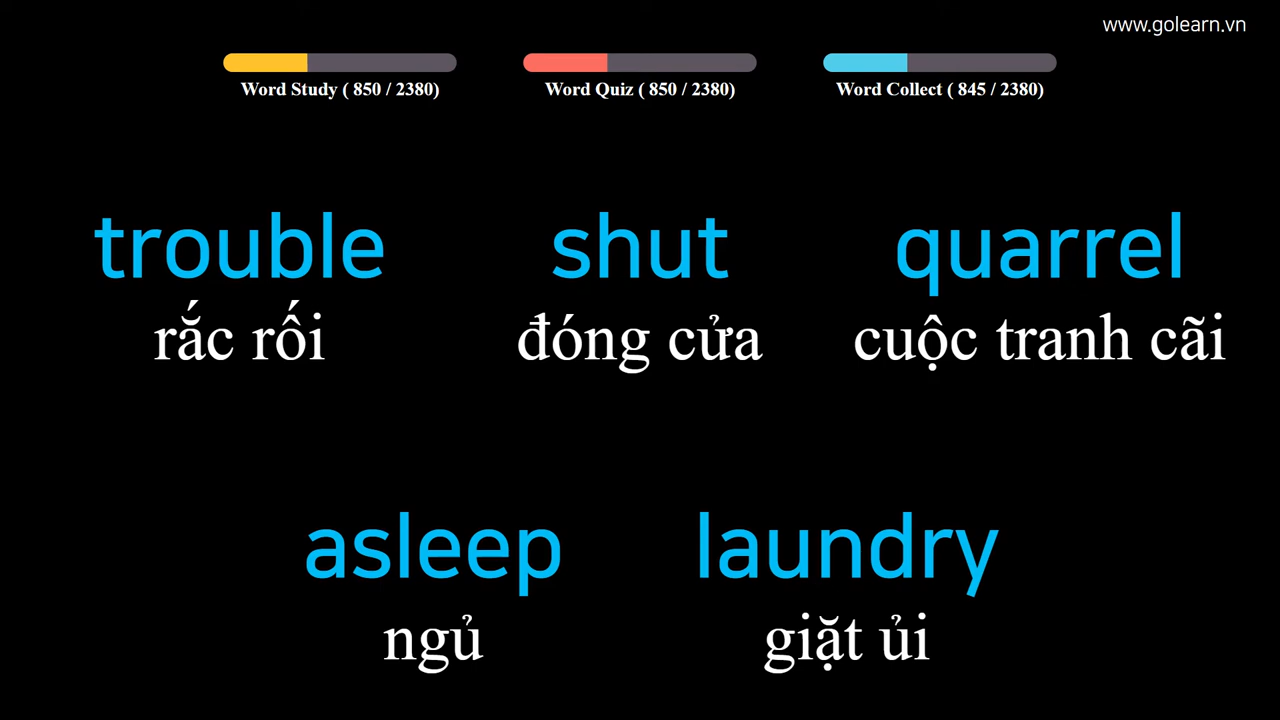 www.golearn.vn
Word Study ( 850 / 2380)
Word Quiz ( 850 / 2380)
Word Collect ( 845 / 2380)
trouble
rắc rối
shut
đóng cửa
quarrel
cuộc tranh cãi
asleep
ngủ
laundry
giặt ủi